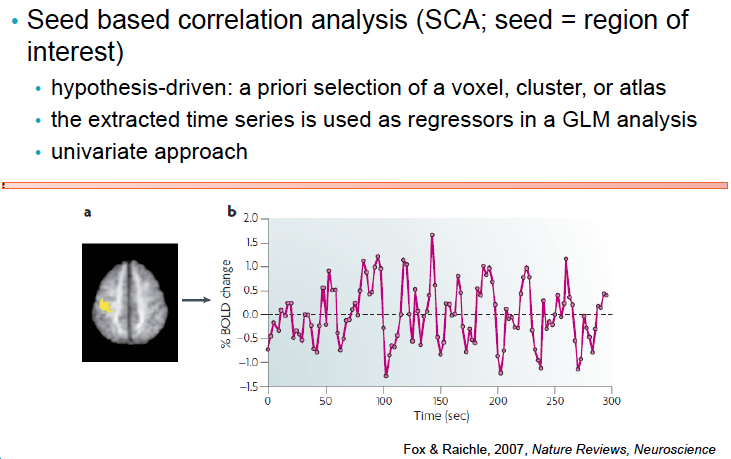 • Seed based correlation analysis (SCA; seed = region of
interest)
• hypothesis-driven: a priori selection of a voxel, cluster, or atlas
• the extracted time series is used as regressors in a GLM analysis
• univariate approach
a
b
% BOLD change
2.0
1.5
1.0
0.5
0.0
–0.5
–1.0
–1.5
0 50 100 150 200 250 300
Time (sec)
Fox & Raichle, 2007, Nature Reviews, Neuroscience